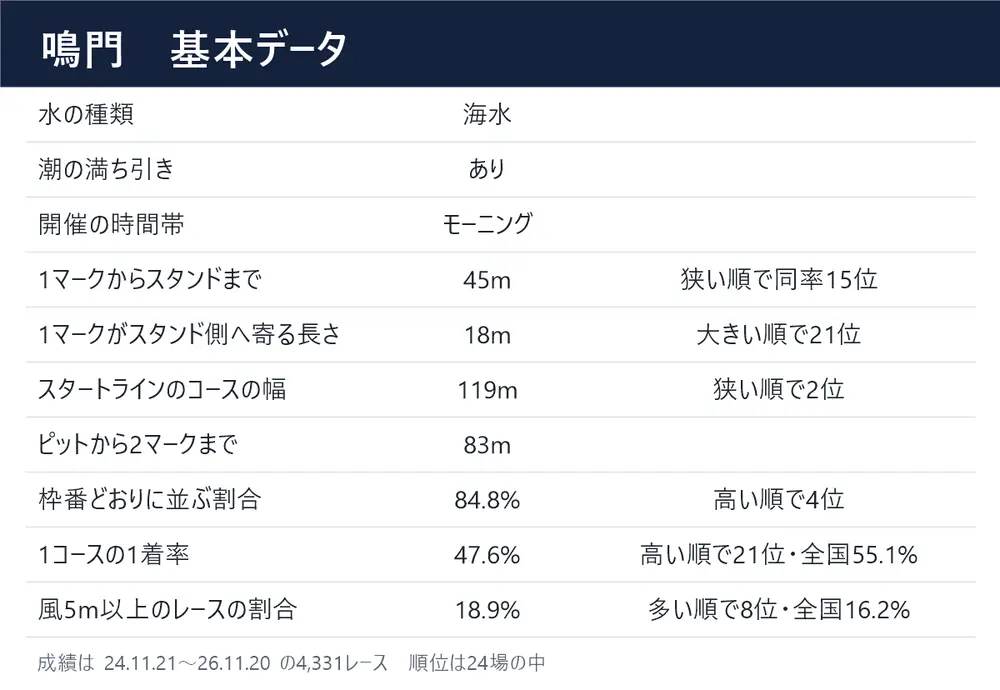 鳴門　基本データ
水の種類　海水
潮の満ち引き　あり
開催の時間帯　モーニング
1マークからスタンドまで　45m　狭い順で同率15位
1マークがスタンド側へ寄る長さ　18m　大きい順で21位
スタートラインのコースの幅　119m　狭い順で2位
ピットから2マークまで　83m
枠番どおりに並ぶ割合　84.8%　高い順で4位
1コースの1着率　47.6%　高い順で21位・全国55.1%
風5m以上のレースの割合　18.9%　多い順で8位・全国16.2%
成績は 24.11.21～26.11.20 の4,331レース　順位は24場の中